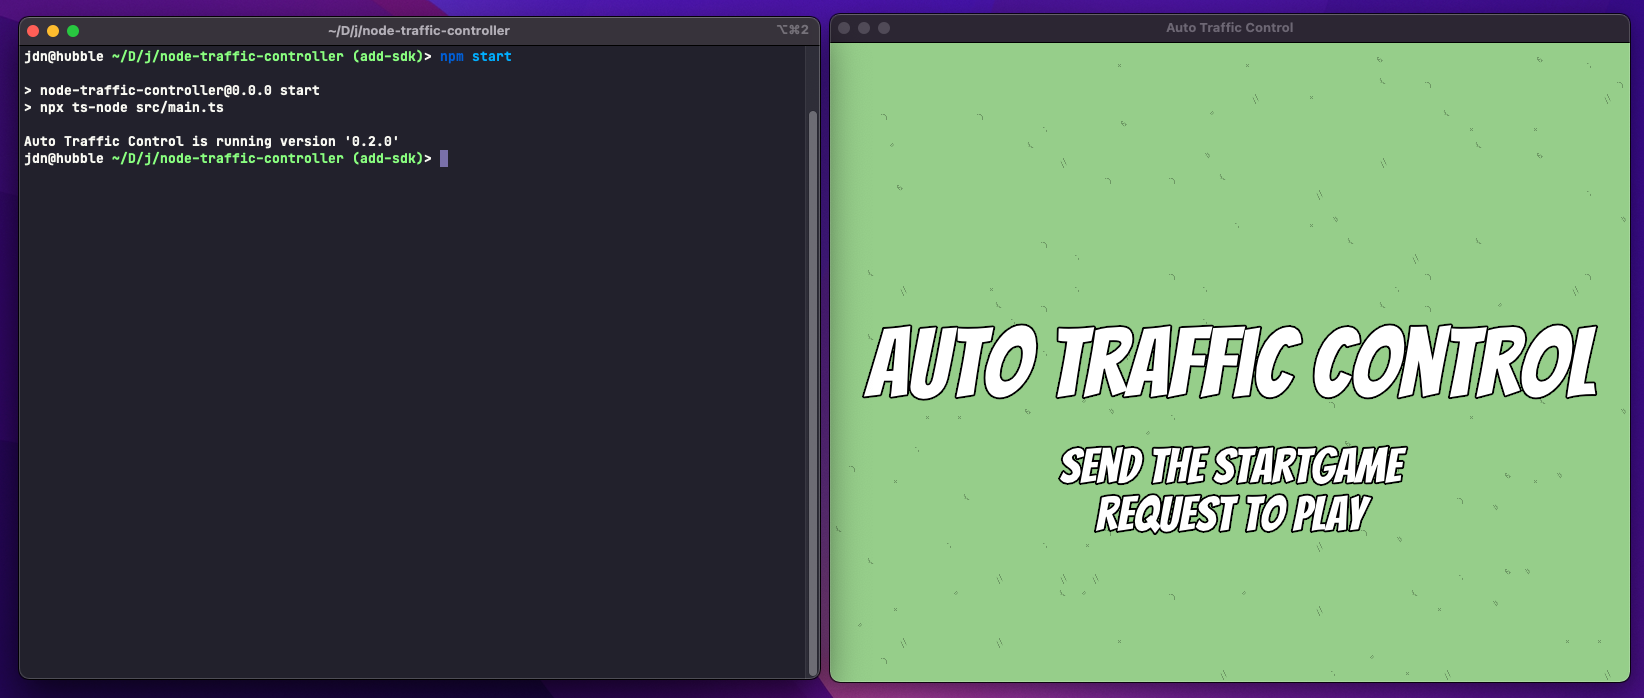 ~/D/j/node-traffic-controller
⌥⌘2
jdn@hubble ~/D/j/node-traffic-controller (add-sdk)> npm start
> node-traffic-controller@0.0.0 start
> npx ts-node src/main.ts
Auto Traffic Control is running version '0.2.0'
jdn@hubble ~/D/j/node-traffic-controller (add-sdk)>
Auto Traffic Control
AUTO TRAFFIC CONTROL
SEND THE STARTGAME
REQUEST TO PLAY